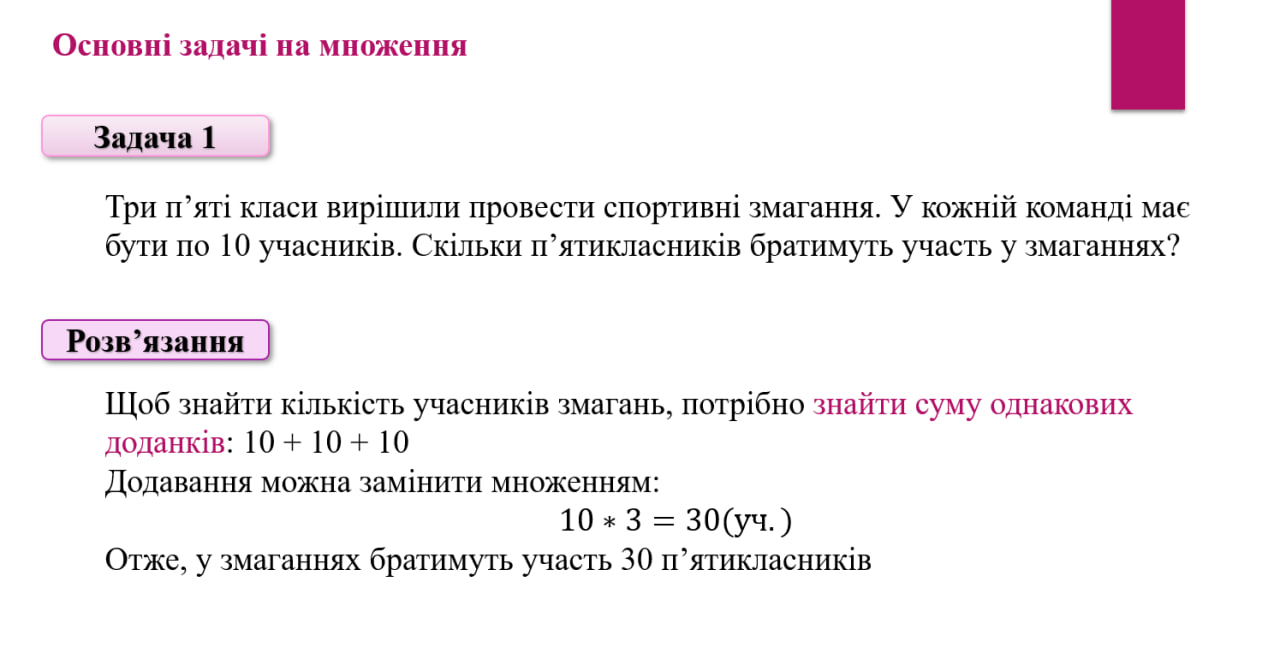 Основні задачі на множення
Задача 1
Три п’яті класи вирішили провести спортивні змагання. У кожній команді має
бути по 10 учасників. Скільки п’ятикласників братимуть участь у змаганнях?
Розв’язання
Щоб знайти кількість учасників змагань, потрібно знайти суму однакових
доданків: 10 + 10 + 10
Додавання можна замінити множенням:
10 ∗ 3 = 30(уч.)
Отже, у змаганнях братимуть участь 30 п’ятикласників